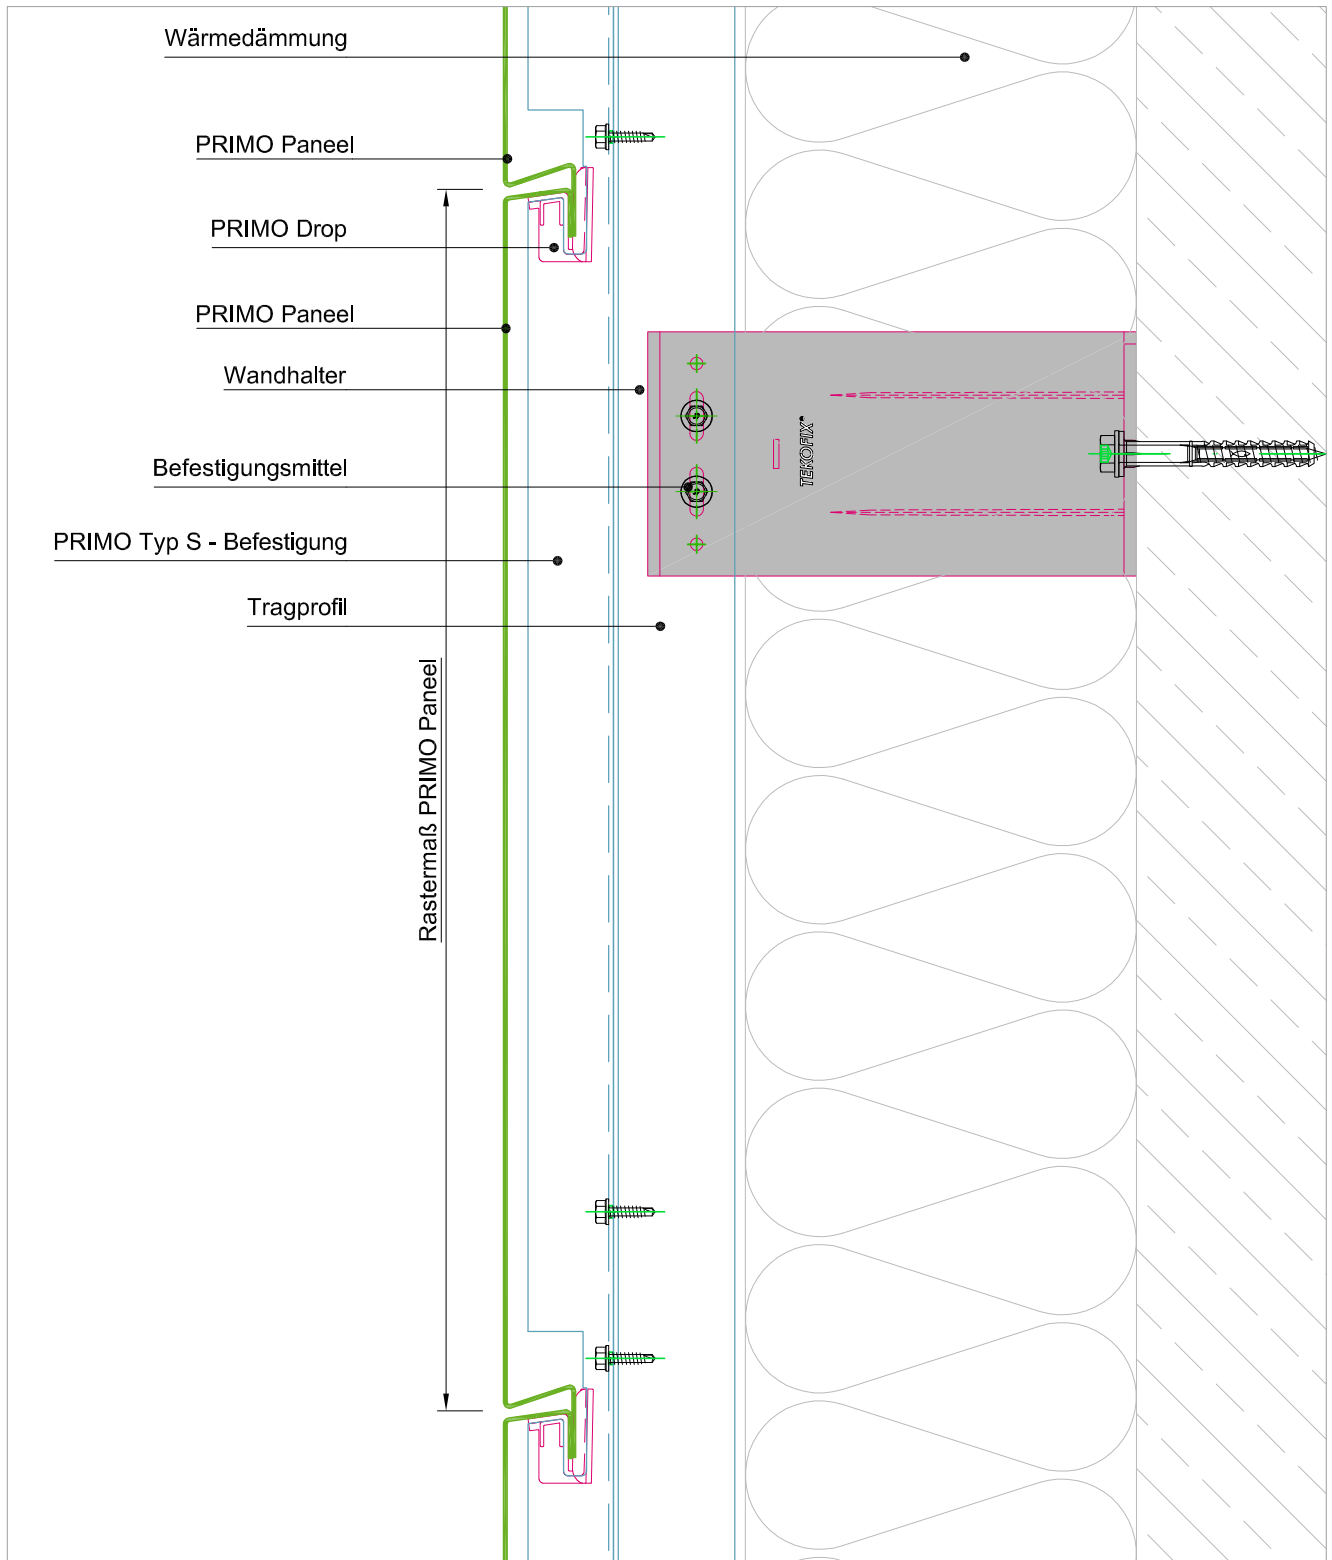 Wärmedämmung
PRIMO Paneel
PRIMO Drop
PRIMO Paneel
Wandhalter
TEKOFIX®
Befestigungsmittel
PRIMO Typ S - Befestigung
Tragprofil
Rastermaß PRIMO Paneel